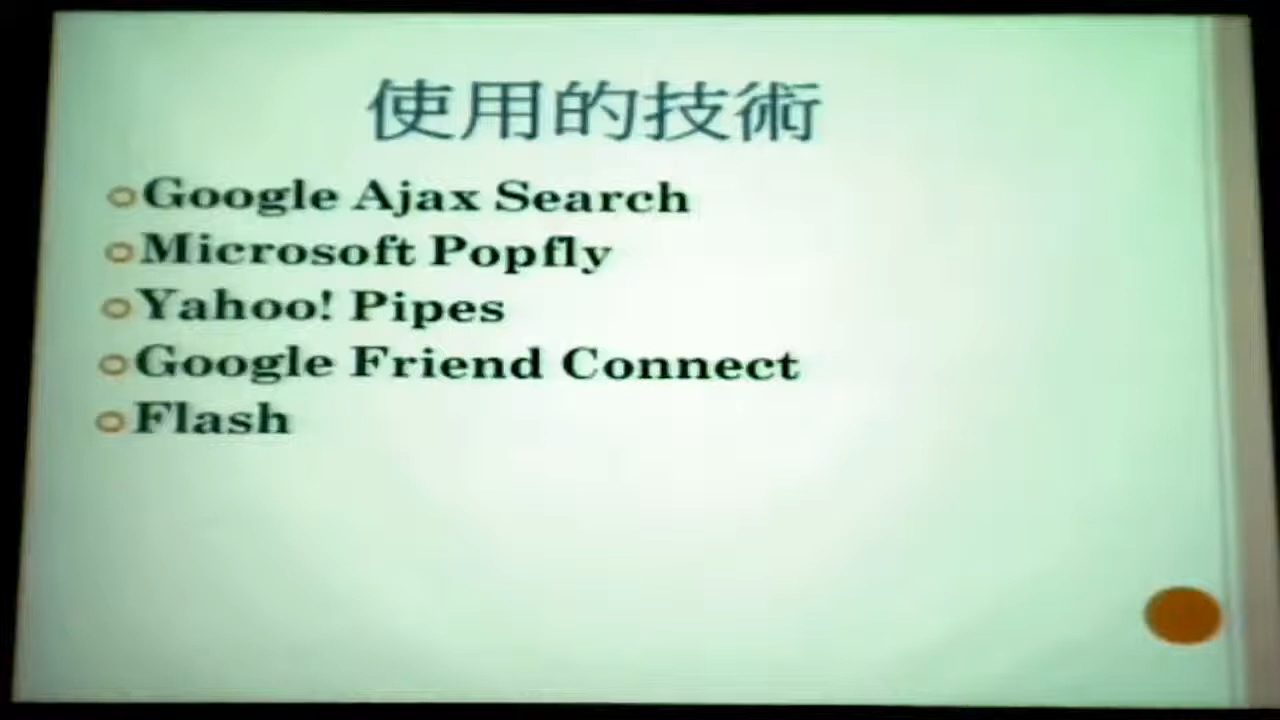 使用的技術
Google Ajax Search
Microsoft Popfly
Yahoo! Pipes
Google Friend Connect
Flash